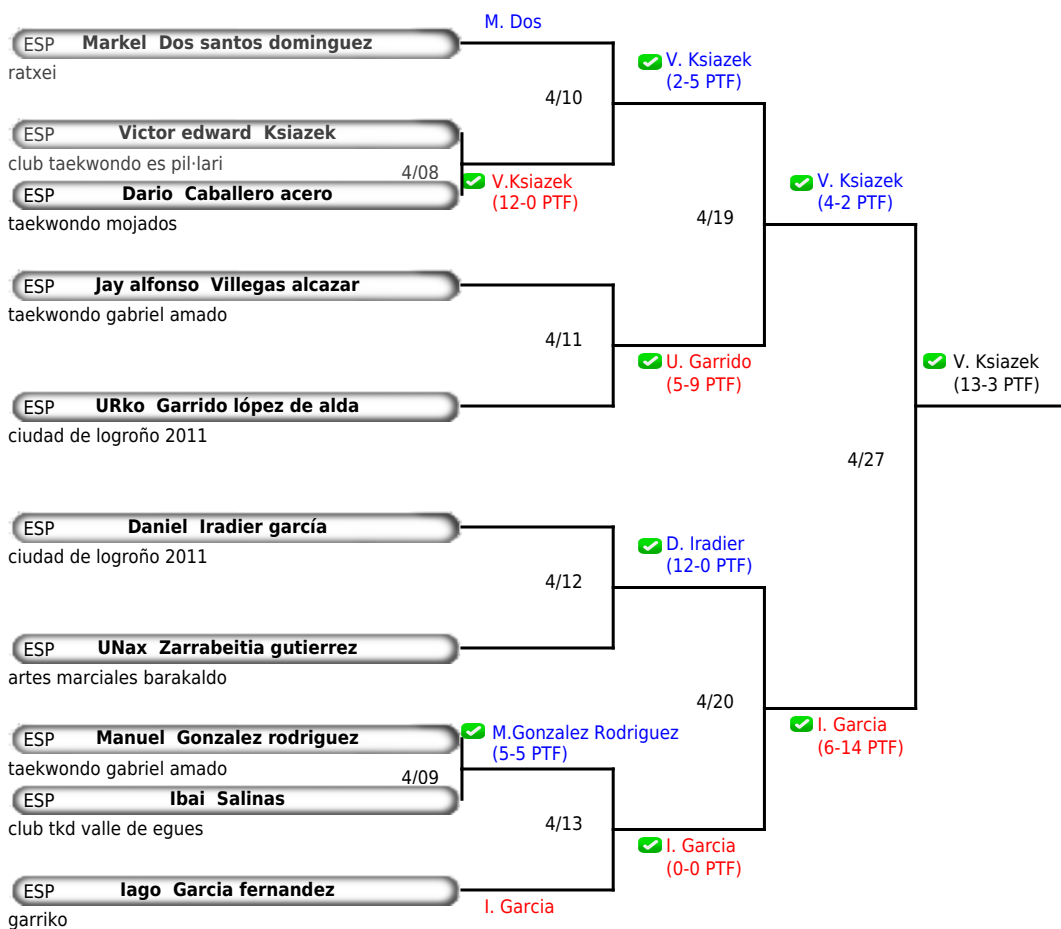 M. Dos
ESP Markel Dos santos dominguez
ratxei
V. Ksiazek
(2-5 PTF)
4/10
ESP Victor edward Ksiazek
club taekwondo es pil·lari
4/08
V.Ksiazek
(12-0 PTF)
ESP Dario Caballero acero
taekwondo mojados
V. Ksiazek
(4-2 PTF)
4/19
ESP Jay alfonso Villegas alcazar
taekwondo gabriel amado
4/11
U. Garrido
(5-9 PTF)
V. Ksiazek
(13-3 PTF)
ESP URko Garrido lópez de alda
ciudad de logroño 2011
4/27
ESP Daniel Iradier garcía
ciudad de logroño 2011
D. Iradier
(12-0 PTF)
4/12
ESP UNax Zarrabeitia gutierrez
artes marciales barakaldo
4/20
I. Garcia
(6-14 PTF)
ESP Manuel Gonzalez rodriguez
taekwondo gabriel amado
M.Gonzalez Rodriguez
(5-5 PTF)
4/09
ESP Ibai Salinas
club tkd valle de egues
4/13
I. Garcia
(0-0 PTF)
ESP Iago Garcia fernandez
garriko
I. Garcia